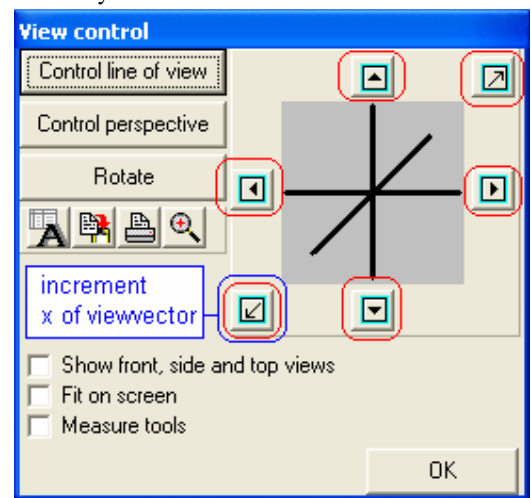 View control
Control line of view
Control perspective
Rotate
A
increment
x of viewvector
Show front, side and top views
Fit on screen
Measure tools
OK